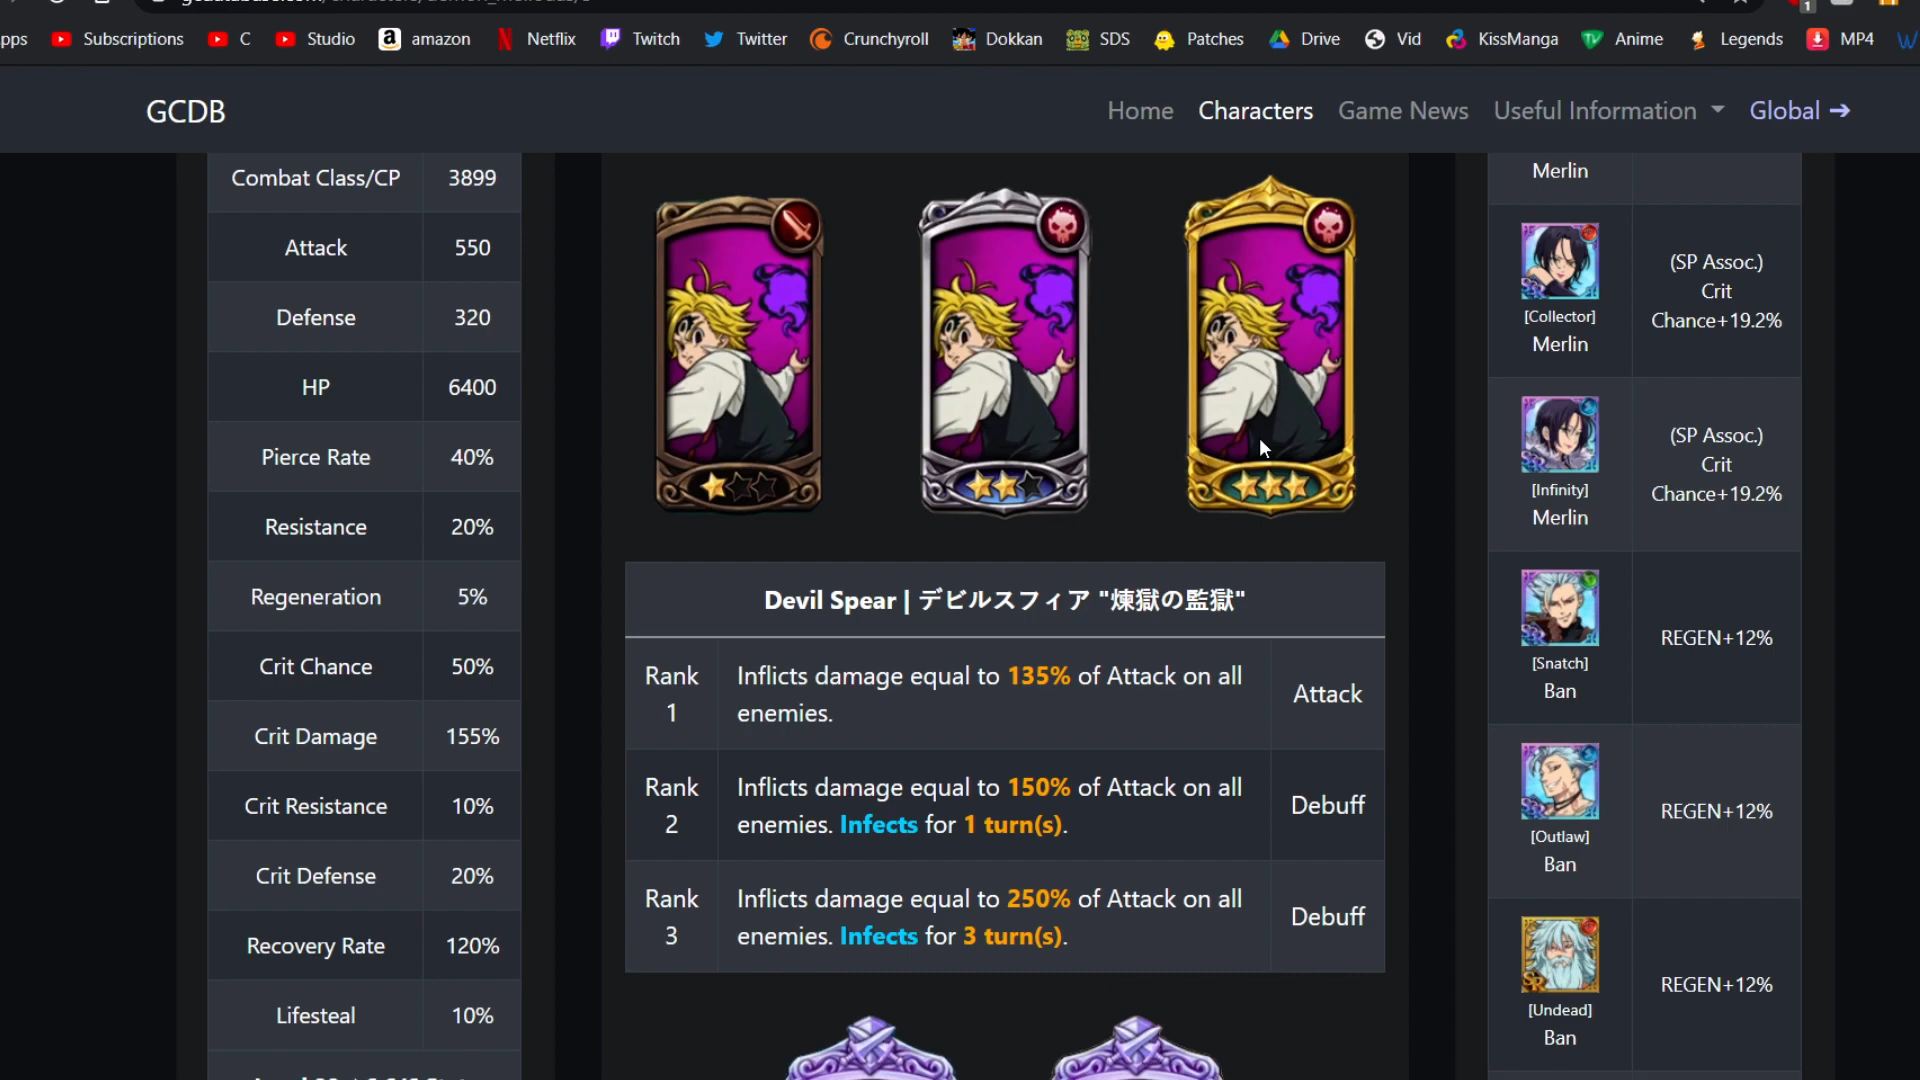 Subscriptions C Studio amazon Netflix Twitch Twitter Crunchyroll Dokkan SDS Patches Drive Vid KissManga Anime Legends MP4
GCDB Home Characters Game News Useful Information Global →
Combat Class/CP 3899
Attack 550
Defense 320
HP 6400
Pierce Rate 40%
Resistance 20%
Regeneration 5%
Crit Chance 50%
Crit Damage 155%
Crit Resistance 10%
Crit Defense 20%
Recovery Rate 120%
Lifesteal 10%
Devil Spear | デビルスフィア "煉獄の監獄"
Rank
1
Inflicts damage equal to 135% of Attack on all
enemies.
Attack
Rank
2
Inflicts damage equal to 150% of Attack on all
enemies. Infects for 1 turn(s).
Debuff
Rank
3
Inflicts damage equal to 250% of Attack on all
enemies. Infects for 3 turn(s).
Debuff
Merlin
[Collector]
Merlin
(SP Assoc.)
Crit
Chance+19.2%
[Infinity]
Merlin
(SP Assoc.)
Crit
Chance+19.2%
[Snatch]
Ban
REGEN+12%
[Outlaw]
Ban
REGEN+12%
SR
[Undead]
Ban
REGEN+12%